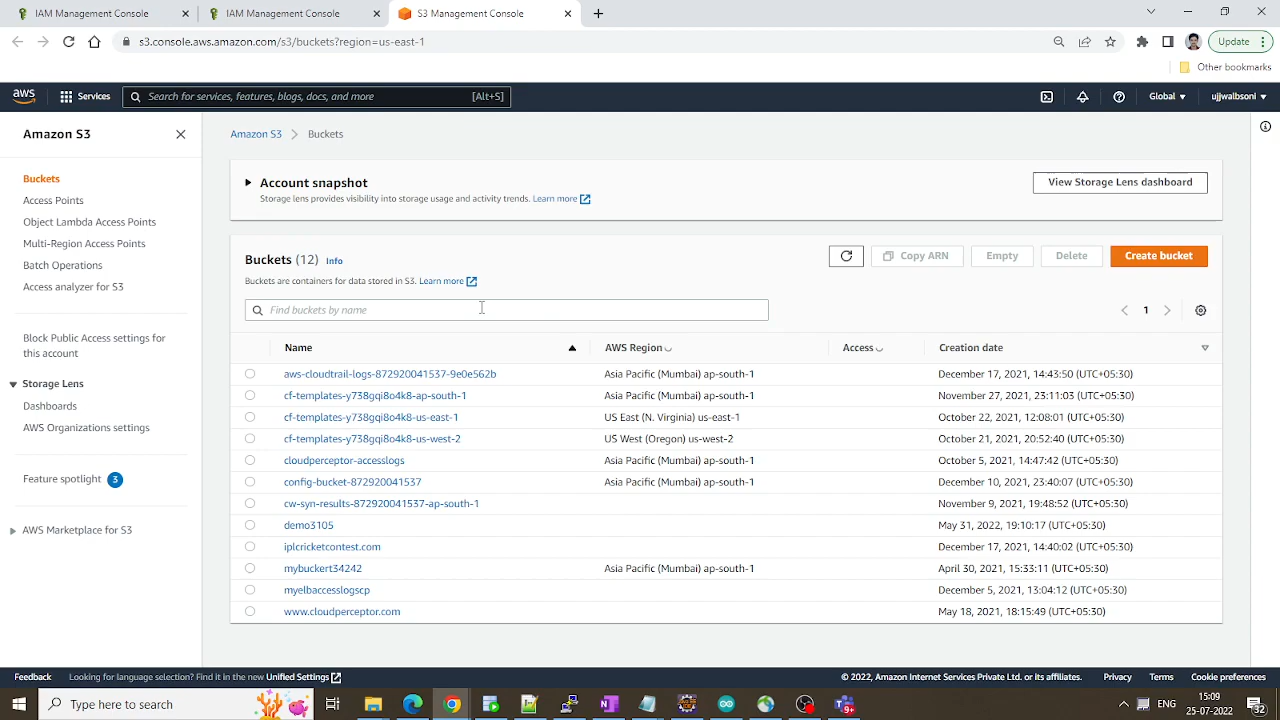 IAM Management Console
IAM Management Console
S3 Management Console
s3.console.aws.amazon.com/s3/buckets?region=us-east-1
Update
Other bookmarks
aws
Services
Search for services, features, blogs, docs, and more
[Alt+S]
Global
ujjwalbsoni
Amazon S3
Buckets
Access Points
Object Lambda Access Points
Multi-Region Access Points
Batch Operations
Access analyzer for S3
Block Public Access settings for
this account
Storage Lens
Dashboards
AWS Organizations settings
Feature spotlight 3
AWS Marketplace for S3
Amazon S3 Buckets
Account snapshot
Storage lens provides visibility into storage usage and activity trends. Learn more
View Storage Lens dashboard
Buckets (12) Info
Buckets are containers for data stored in S3. Learn more
Copy ARN
Empty
Delete
Create bucket
Find buckets by name
1
Name AWS Region Access Creation date
aws-cloudtrail-logs-872920041537-9e0e562b Asia Pacific (Mumbai) ap-south-1 December 17, 2021, 14:43:50 (UTC+05:30)
cf-templates-y738gqi8o4k8-ap-south-1 Asia Pacific (Mumbai) ap-south-1 November 27, 2021, 23:11:03 (UTC+05:30)
cf-templates-y738gqi8o4k8-us-east-1 US East (N. Virginia) us-east-1 October 22, 2021, 12:08:01 (UTC+05:30)
cf-templates-y738gqi8o4k8-us-west-2 US West (Oregon) us-west-2 October 21, 2021, 20:52:40 (UTC+05:30)
cloudperceptor-accesslogs Asia Pacific (Mumbai) ap-south-1 October 5, 2021, 14:47:42 (UTC+05:30)
config-bucket-872920041537 Asia Pacific (Mumbai) ap-south-1 December 10, 2021, 23:40:07 (UTC+05:30)
cw-syn-results-872920041537-ap-south-1 November 9, 2021, 19:48:52 (UTC+05:30)
demo3105 May 31, 2022, 19:10:17 (UTC+05:30)
iplcricketcontest.com December 17, 2021, 14:40:02 (UTC+05:30)
mybuckert34242 Asia Pacific (Mumbai) ap-south-1 April 30, 2021, 15:33:11 (UTC+05:30)
myelbaccesslogscp December 5, 2021, 13:04:12 (UTC+05:30)
www.cloudperceptor.com May 18, 2021, 18:15:49 (UTC+05:30)
Feedback Looking for language selection? Find it in the new Unified Settings
© 2022, Amazon Internet Services Private Ltd. or its affiliates. Privacy Terms Cookie preferences
Type here to search
9+
ENG
15:09
25-07-2022
32